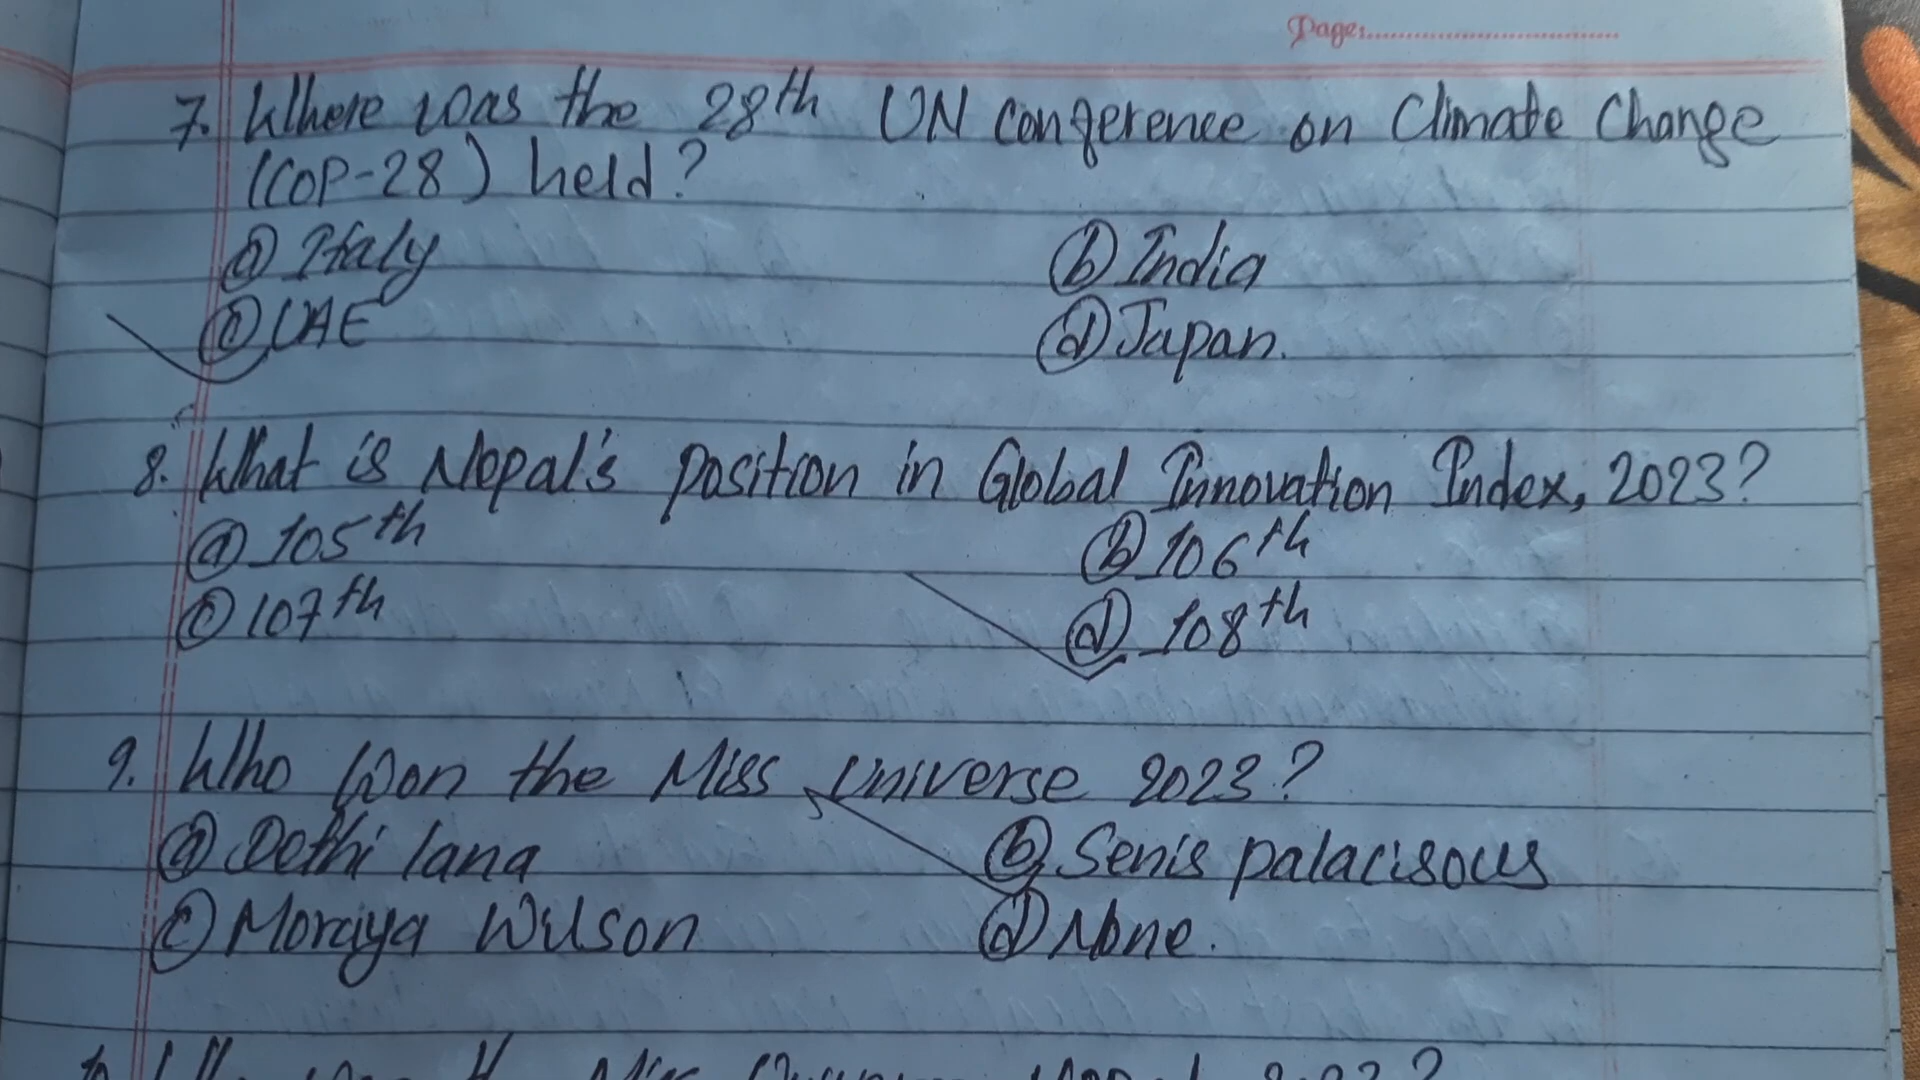 Page:
7. Where was the 28th UN Conference on Climate Change
(COP-28) held?
(a) Italy (b) India
(c) UAE (d) Japan.
8. What is Nepal's position in Global Innovation Index, 2023?
(a) 105th (b) 106th
(c) 107th (d) 108th
9. Who won the Miss Universe 2023?
(a) Dethi lana (b) Senis palacisous
(c) Moraya Wilson (d) None.